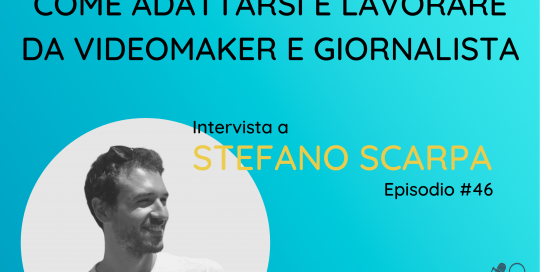 COME ADATTARSI E LAVORARE
DA VIDEOMAKER E GIORNALISTA
Intervista a
STEFANO SCARPA
Episodio #46